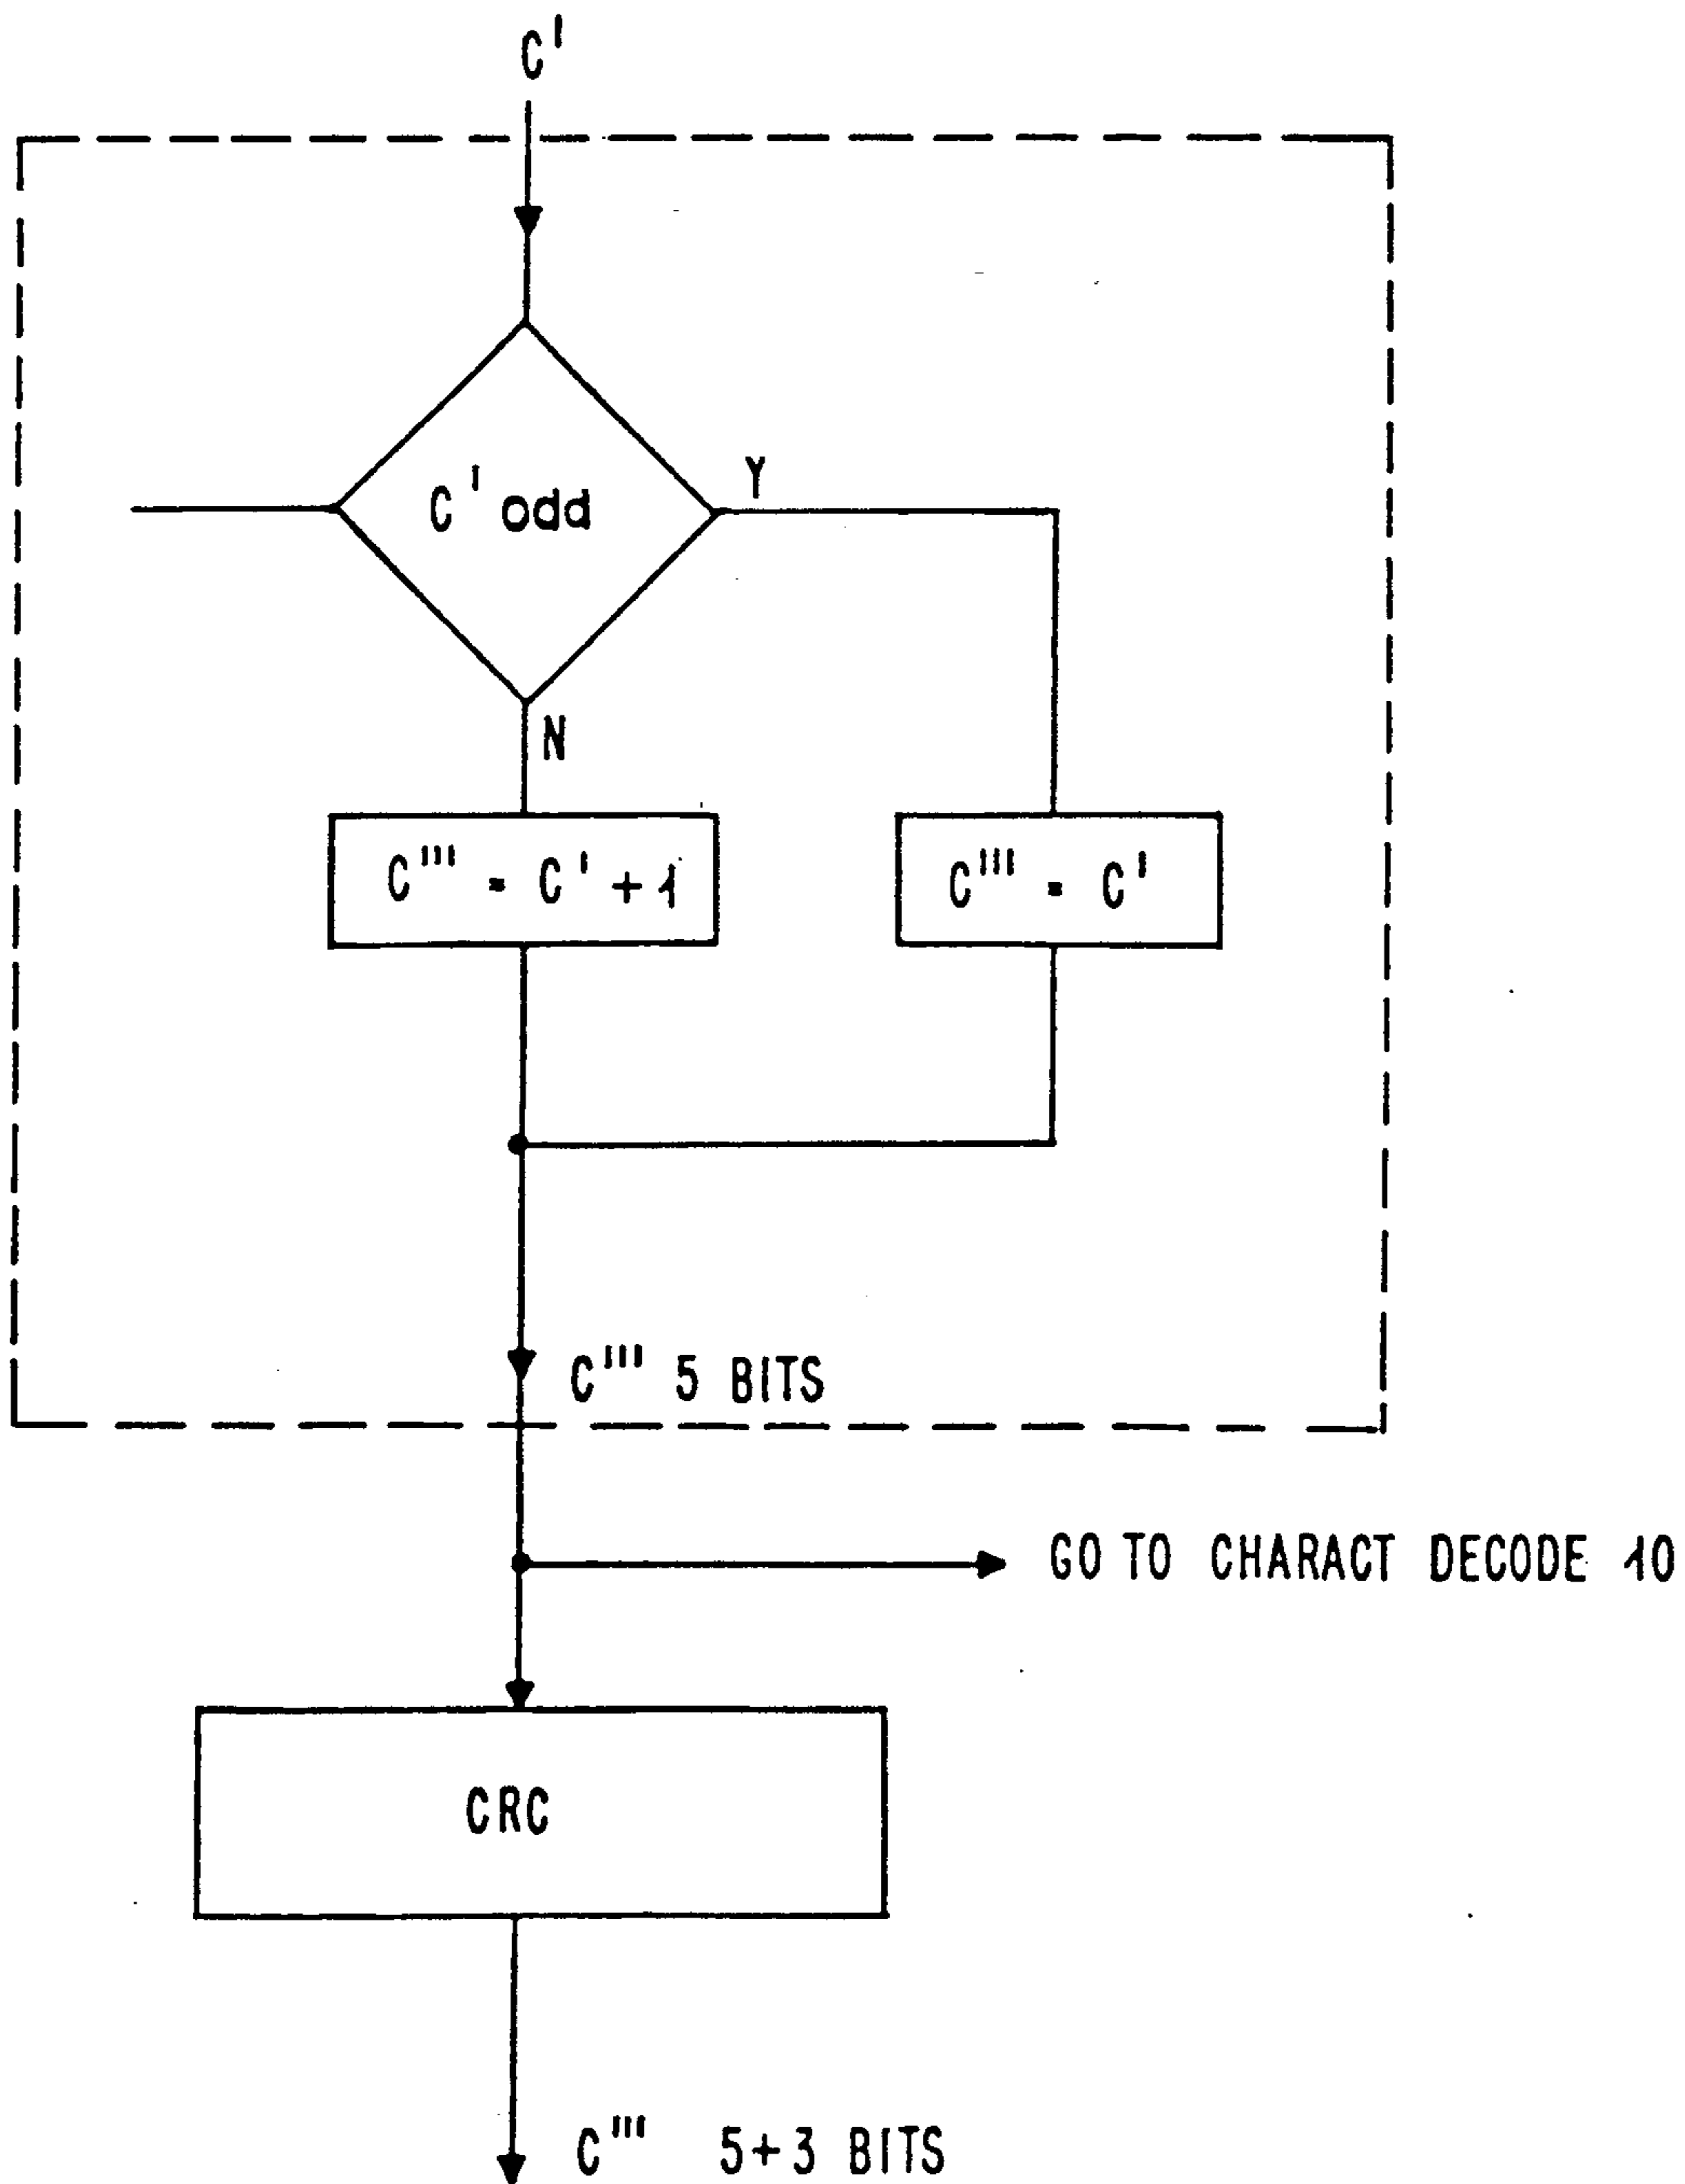 C'
C' odd
Y
N
C''' = C' + 1
C''' = C'
C''' 5 BITS
GO TO CHARACT DECODE 10
CRC
C''' 5+3 BITS